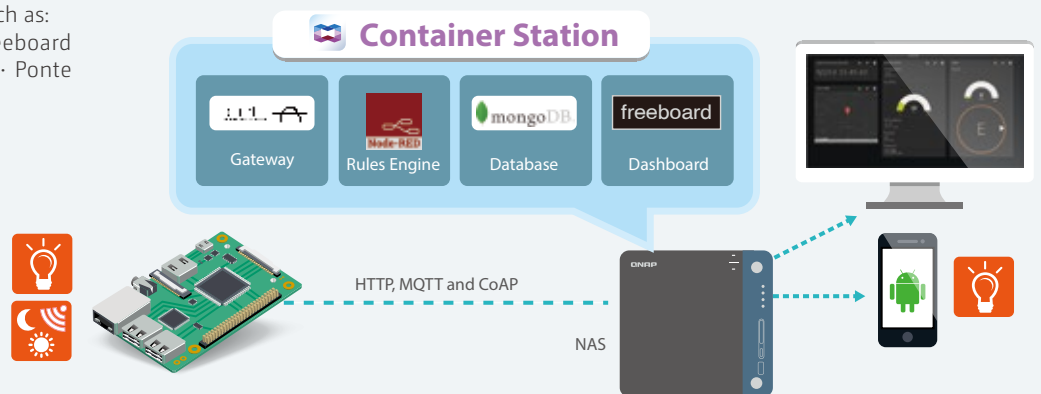 ch as:
eeboard
· Ponte
Container Station
Gateway
Node-RED
Rules Engine
mongoDB
Database
freeboard
Dashboard
HTTP, MQTT and CoAP
QNAP
NAS
E